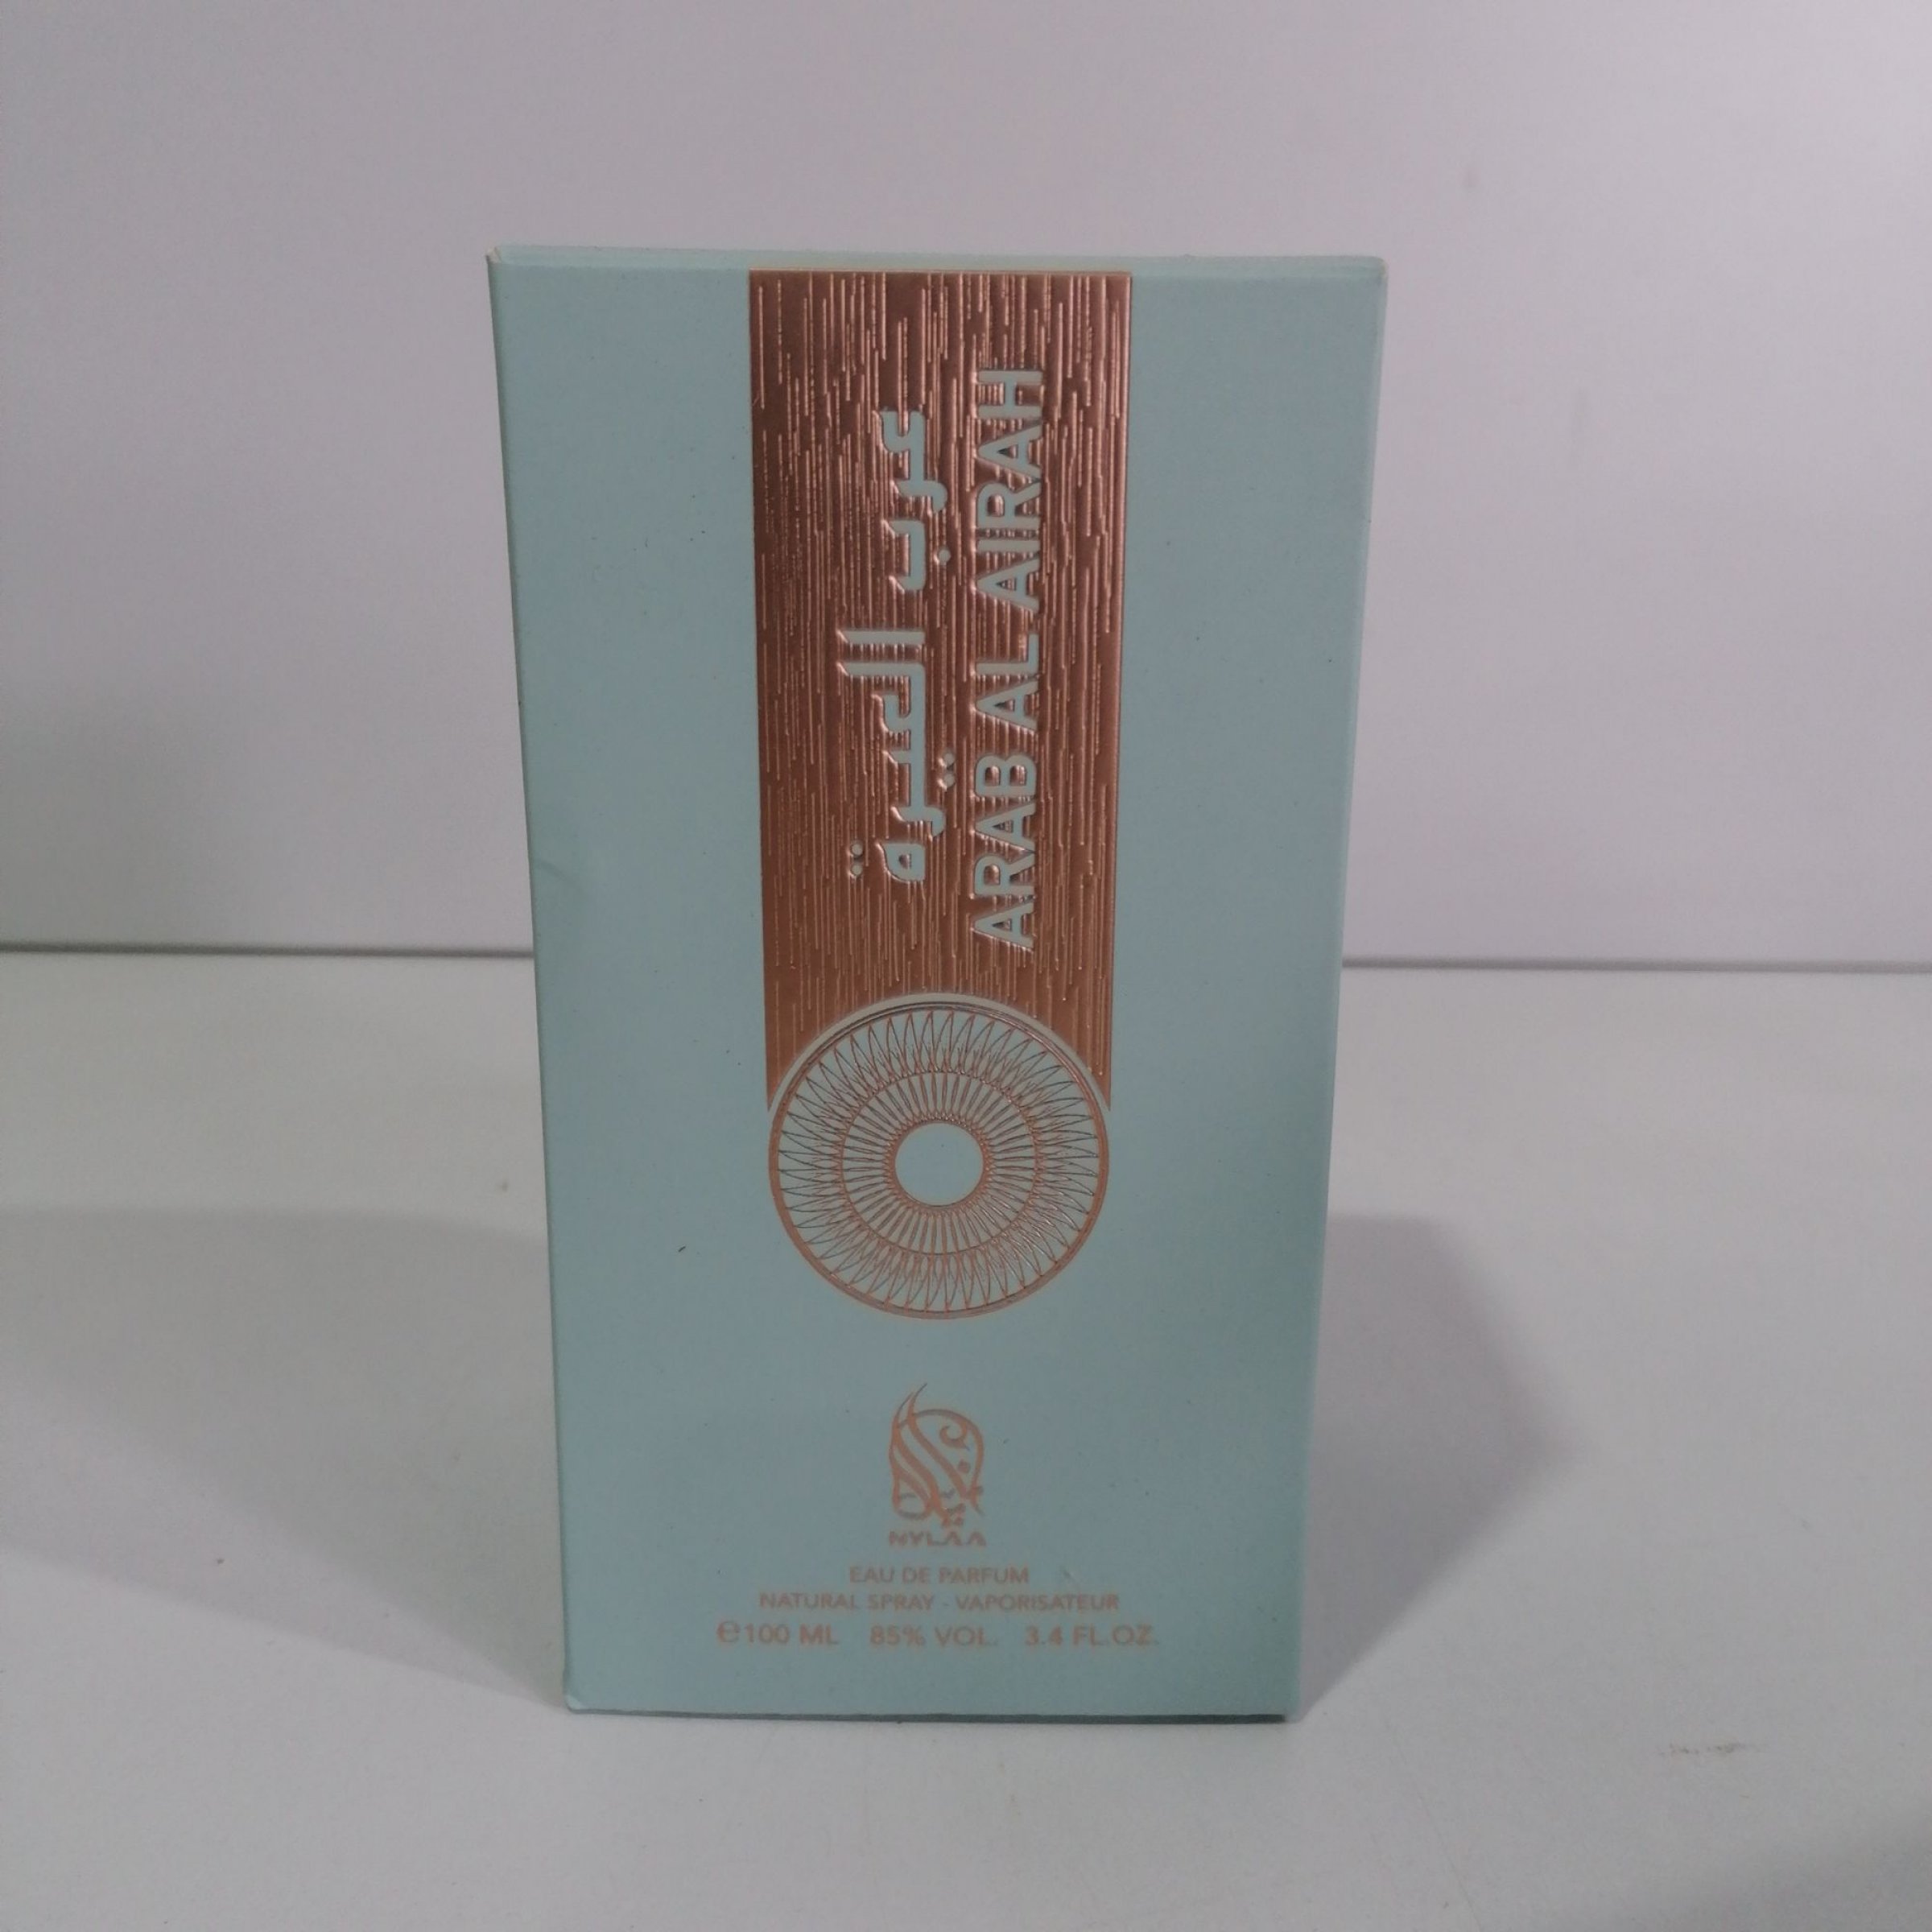 عرب العيرة
ARAB AL AIRAH
NYLAA
EAU DE PARFUM
NATURAL SPRAY - VAPORISATEUR
℮100 ML 85% VOL. 3.4 FL.OZ.